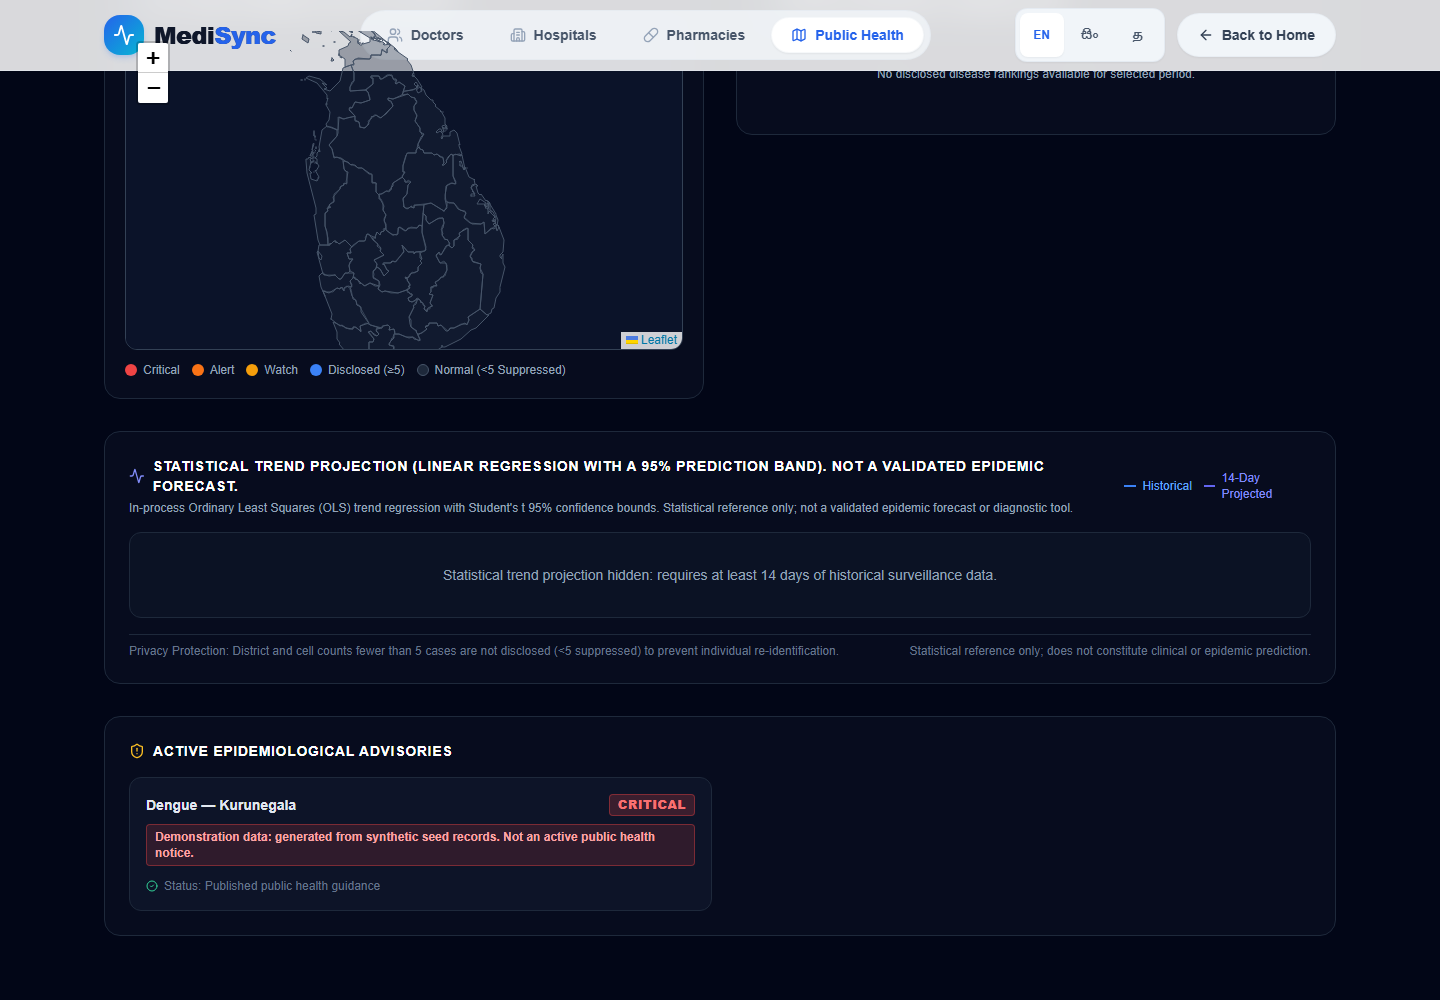 MediSync
Doctors
Hospitals
Pharmacies
Public Health
EN
සිං
த
Back to Home
+
−
No disclosed disease rankings available for selected period.
Leaflet
Critical
Alert
Watch
Disclosed (≥5)
Normal (<5 Suppressed)
STATISTICAL TREND PROJECTION (LINEAR REGRESSION WITH A 95% PREDICTION BAND). NOT A VALIDATED EPIDEMIC
FORECAST.
In-process Ordinary Least Squares (OLS) trend regression with Student's t 95% confidence bounds. Statistical reference only; not a validated epidemic forecast or diagnostic tool.
Historical
14-Day
Projected
Statistical trend projection hidden: requires at least 14 days of historical surveillance data.
Privacy Protection: District and cell counts fewer than 5 cases are not disclosed (<5 suppressed) to prevent individual re-identification.
Statistical reference only; does not constitute clinical or epidemic prediction.
ACTIVE EPIDEMIOLOGICAL ADVISORIES
Dengue — Kurunegala
CRITICAL
Demonstration data: generated from synthetic seed records. Not an active public health
notice.
Status: Published public health guidance